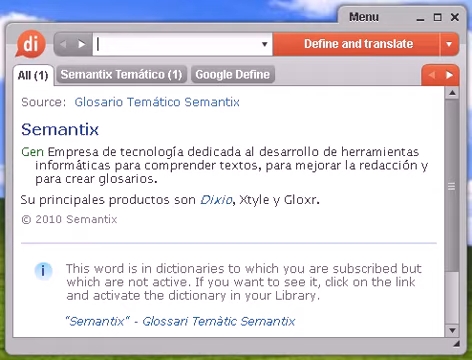 Menu
di
Define and translate
All (1)
Semantix Temático (1)
Google Define
Source: Glosario Temático Semantix
Semantix
Gen Empresa de tecnología dedicada al desarrollo de herramientas
informáticas para comprender textos, para mejorar la redacción y
para crear glosarios.
Su principales productos son Dixio, Xtyle y Gloxr.
© 2010 Semantix
i
This word is in dictionaries to which you are subscribed but
which are not active. If you want to see it, click on the link
and activate the dictionary in your Library.
"Semantix" - Glossari Temàtic Semantix